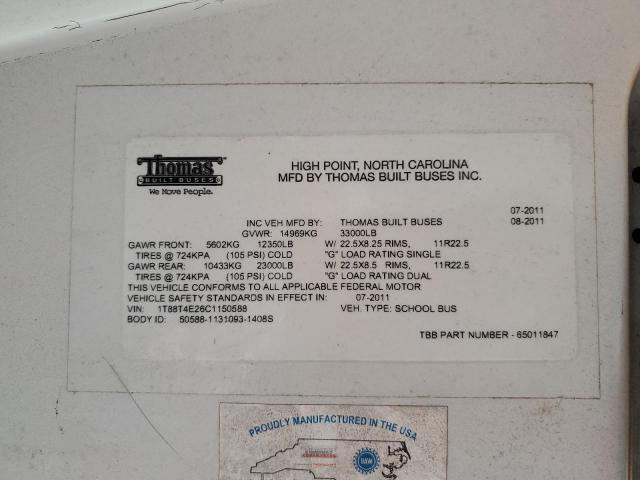 Thomas
BUILT BUSES
We Move People.
HIGH POINT, NORTH CAROLINA
MFD BY THOMAS BUILT BUSES INC.
07-2011
INC VEH MFD BY: THOMAS BUILT BUSES 08-2011
GVWR: 14969KG 33000LB
GAWR FRONT: 5602KG 12350LB W/ 22.5X8.25 RIMS, 11R22.5
TIRES @ 724KPA (105 PSI) COLD "G" LOAD RATING SINGLE
GAWR REAR: 10433KG 23000LB W/ 22.5X8.5 RIMS, 11R22.5
TIRES @ 724KPA (105 PSI) COLD "G" LOAD RATING DUAL
THIS VEHICLE CONFORMS TO ALL APPLICABLE FEDERAL MOTOR
VEHICLE SAFETY STANDARDS IN EFFECT IN: 07-2011
VIN: 1T88T4E26C1150588 VEH. TYPE: SCHOOL BUS
BODY ID: 50588-1131093-1408S
TBB PART NUMBER - 65011847
PROUDLY MANUFACTURED IN THE USA
Thomas